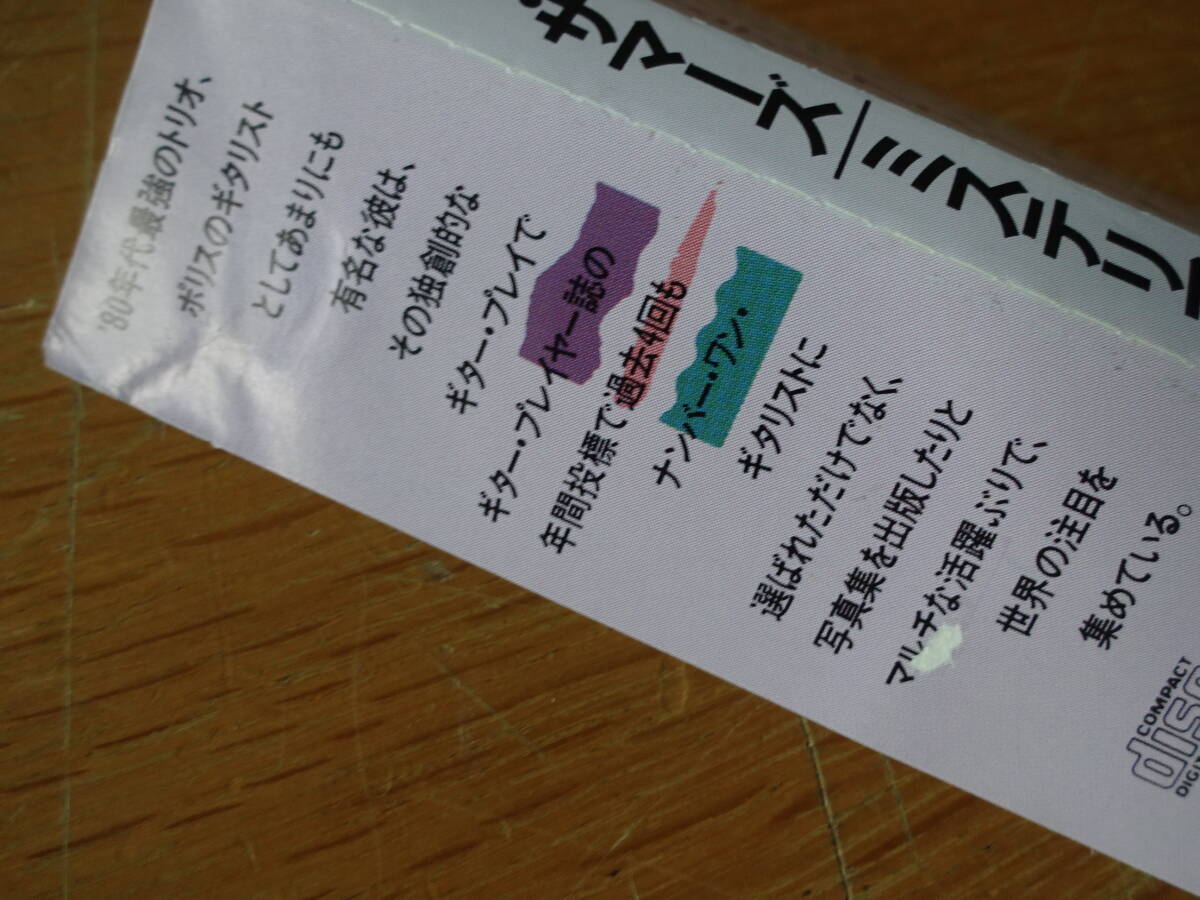 サマーズ/ミステリ
'80年代最強のトリオ、
ポリスのギタリスト
としてあまりにも
有名な彼は、
その独創的な
ギター・プレイで
ギター・プレイヤー誌の
年間投標で過去4回も
ナンバー・ワン・
ギタリストに
選ばれただけでなく、
写真集を出版したりと
マルチな活躍ぶりで、
世界の注目を
集めている。
COMPACT
disc